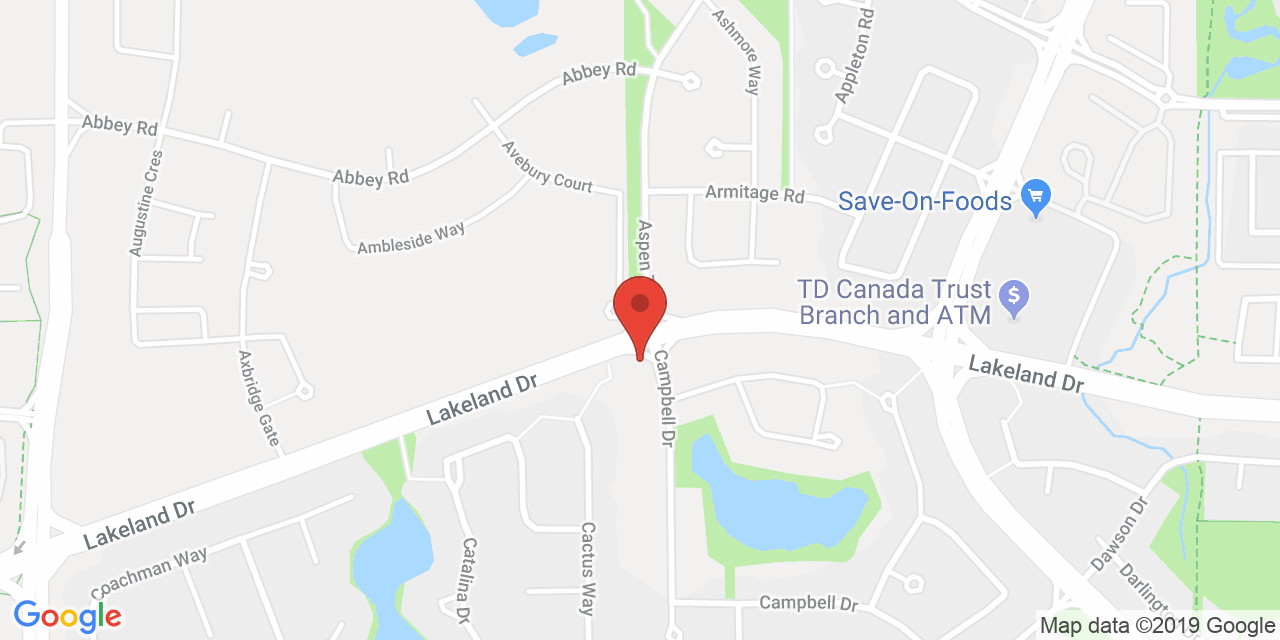 Ashmore Way
Appleton Rd
Abbey Rd
Abbey Rd
Augustine Cres
Avebury Court
Abbey Rd
Armitage Rd
Save-On-Foods
Ambleside Way
Aspen
TD Canada Trust
Branch and ATM
Lakeland Dr
Axbridge Gate
Lakeland Dr
Campbell Dr
Lakeland Dr
Coachman Way
Catalina Dr
Cactus Way
Campbell Dr
Dawson Dr
Darlington
Google
Map data ©2019 Google